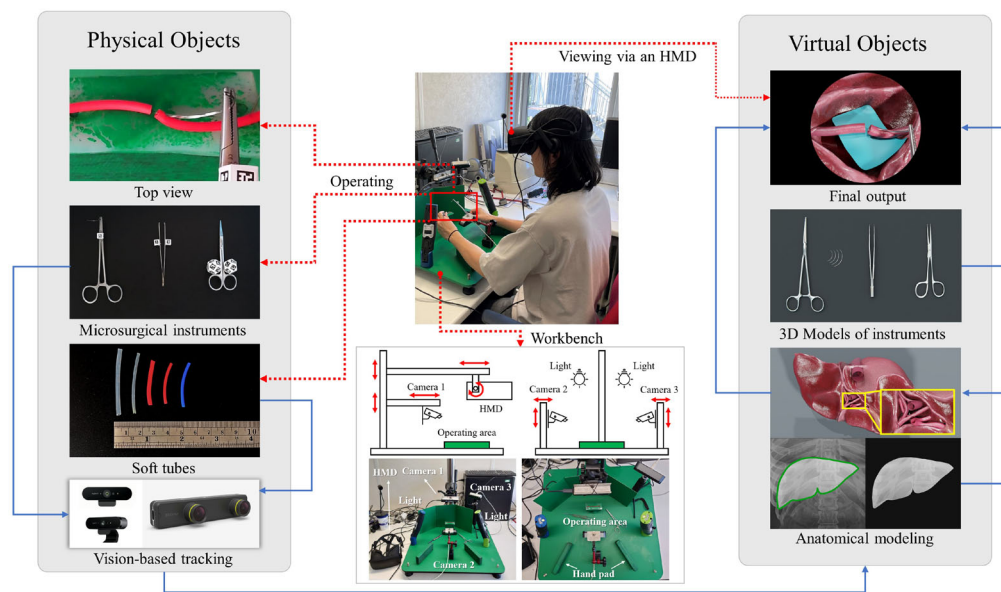 Physical Objects
Top view
Microsurgical instruments
Soft tubes
Vision-based tracking
Viewing via an HMD
Operating
Workbench
Camera 1
HMD
Operating area
Light
Light
Camera 2
Camera 3
HMD
Camera 1
Camera 3
Light
Light
Camera 2
Operating area
Hand pad
Virtual Objects
Final output
3D Models of instruments
Anatomical modeling